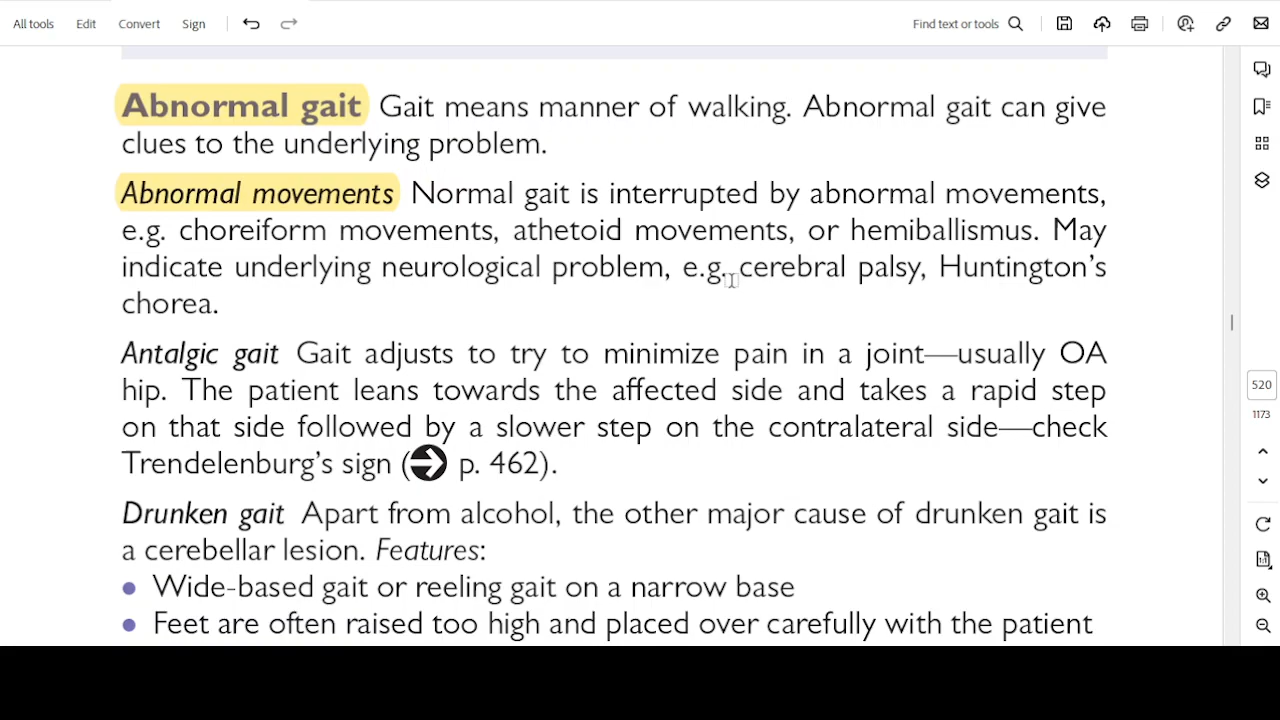 All tools Edit Convert Sign Find text or tools
Abnormal gait Gait means manner of walking. Abnormal gait can give
clues to the underlying problem.
Abnormal movements Normal gait is interrupted by abnormal movements,
e.g. choreiform movements, athetoid movements, or hemiballismus. May
indicate underlying neurological problem, e.g. cerebral palsy, Huntington’s
chorea.
Antalgic gait Gait adjusts to try to minimize pain in a joint—usually OA
hip. The patient leans towards the affected side and takes a rapid step
on that side followed by a slower step on the contralateral side—check
Trendelenburg’s sign (➔ p. 462).
Drunken gait Apart from alcohol, the other major cause of drunken gait is
a cerebellar lesion. Features:
• Wide-based gait or reeling gait on a narrow base
• Feet are often raised too high and placed over carefully with the patient
520
1173